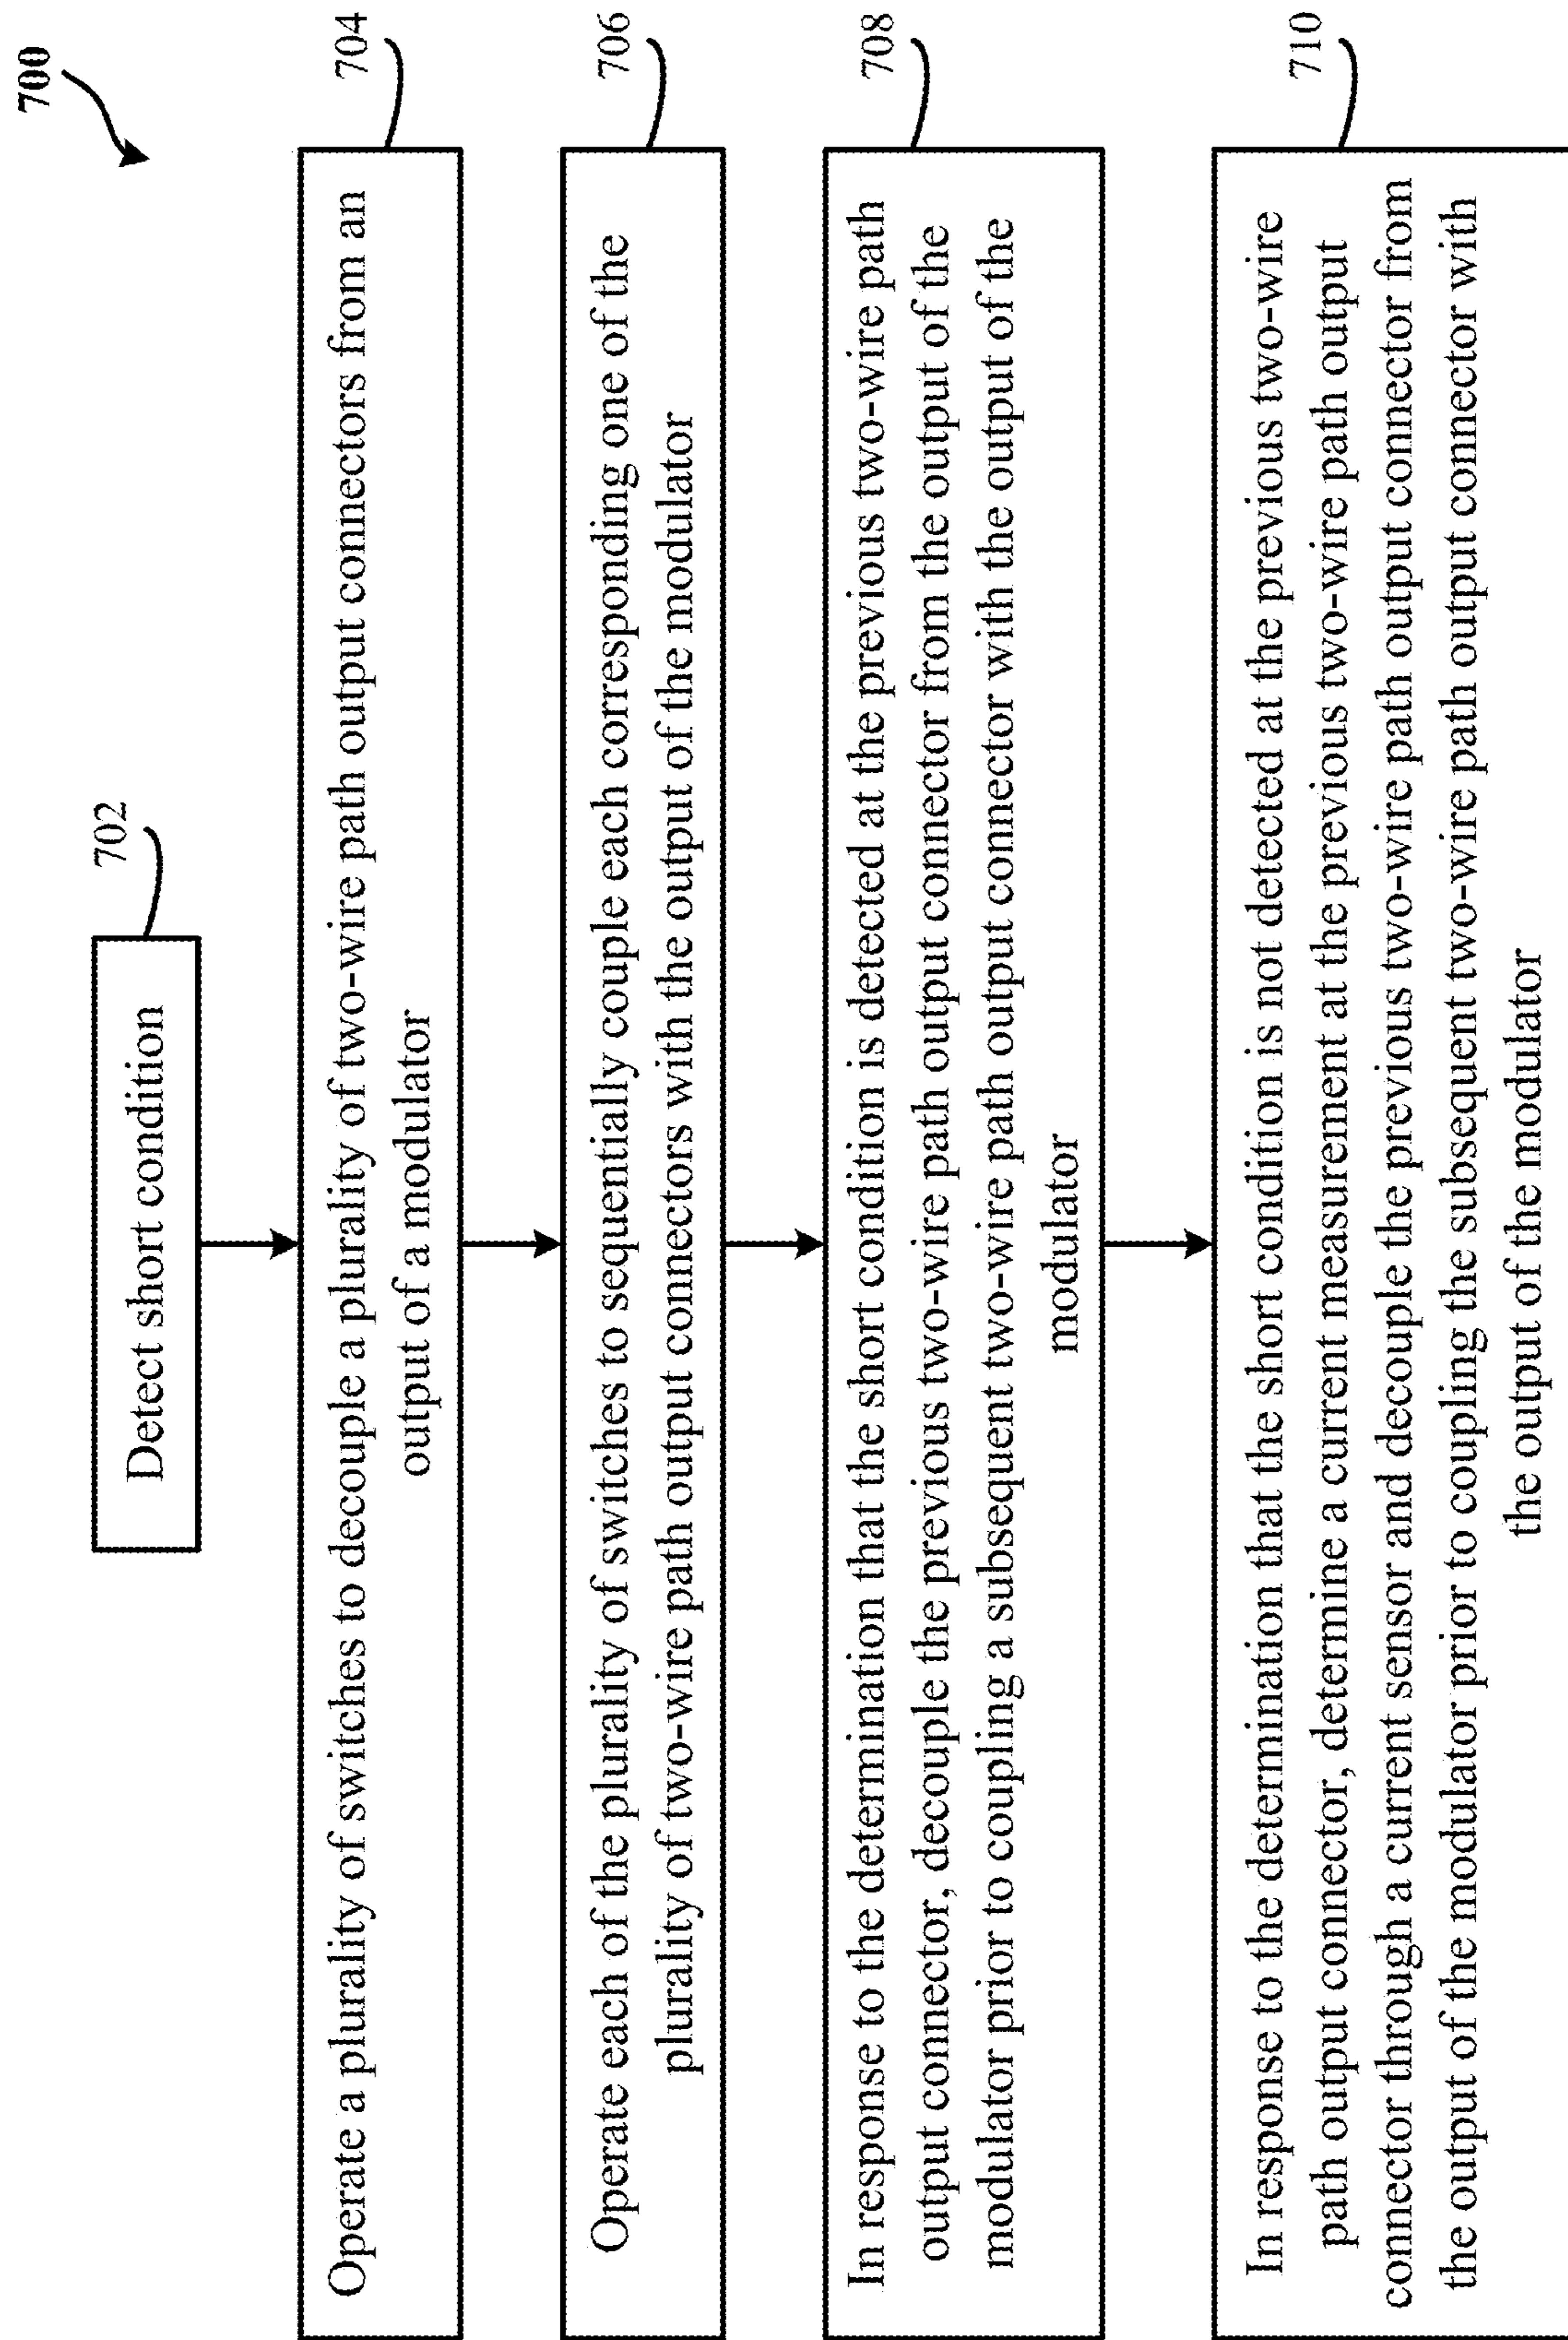 700
702
Detect short condition
704
Operate a plurality of switches to decouple a plurality of two-wire path output connectors from an
output of a modulator
706
Operate each of the plurality of switches to sequentially couple each corresponding one of the
plurality of two-wire path output connectors with the output of the modulator
708
In response to the determination that the short condition is detected at the previous two-wire path
output connector, decouple the previous two-wire path output connector from the output of the
modulator prior to coupling a subsequent two-wire path output connector with the output of the
modulator
710
In response to the determination that the short condition is not detected at the previous two-wire
path output connector, determine a current measurement at the previous two-wire path output
connector through a current sensor and decouple the previous two-wire path output connector from
the output of the modulator prior to coupling the subsequent two-wire path output connector with
the output of the modulator